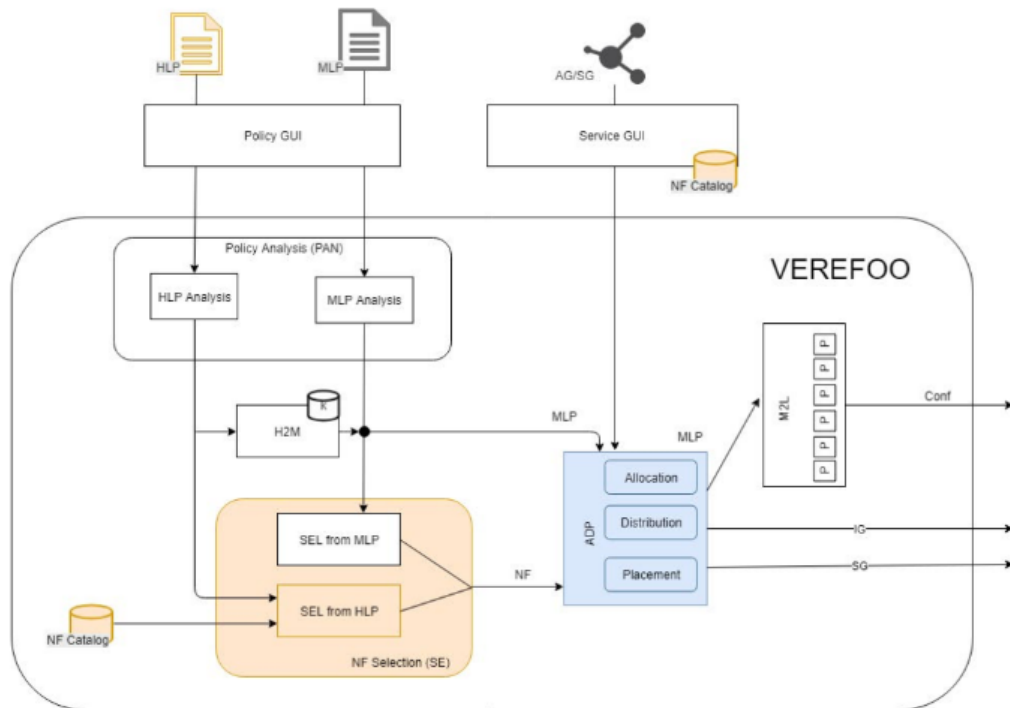 HLP
MLP
AG/SG
Policy GUI
Service GUI
NF Catalog
Policy Analysis (PAN)
VEREFOO
HLP Analysis
MLP Analysis
K
H2M
MLP
MLP
M2L
P
P
P
P
P
P
Conf
ADP
Allocation
Distribution
Placement
IG
SG
SEL from MLP
SEL from HLP
NF
NF Catalog
NF Selection (SE)